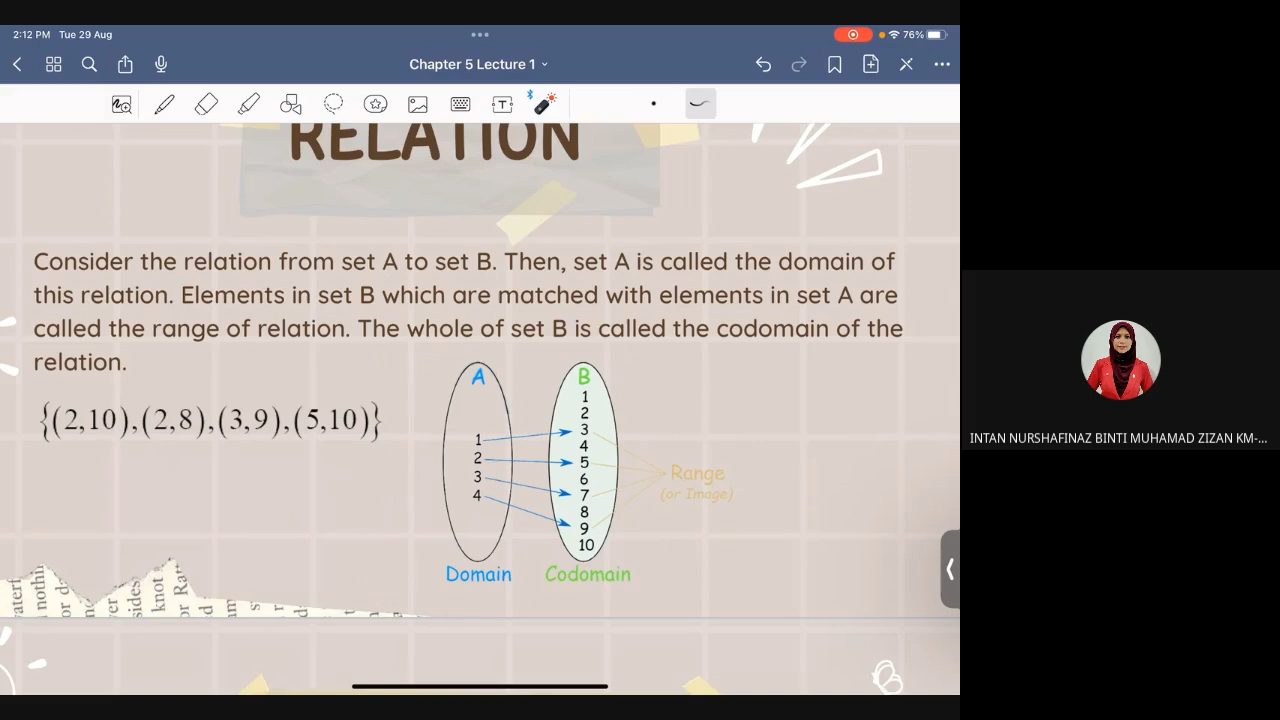 2:12 PM Tue 29 Aug
76%
Chapter 5 Lecture 1
RELATION
Consider the relation from set A to set B. Then, set A is called the domain of
this relation. Elements in set B which are matched with elements in set A are
called the range of relation. The whole of set B is called the codomain of the
relation.
{(2,10),(2,8),(3,9),(5,10)}
A
1
2
3
4
Domain
B
1
2
3
4
5
6
7
8
9
10
Codomain
Range
(or Image)
INTAN NURSHAFINAZ BINTI MUHAMAD ZIZAN KM-...
nothi
sides
knot